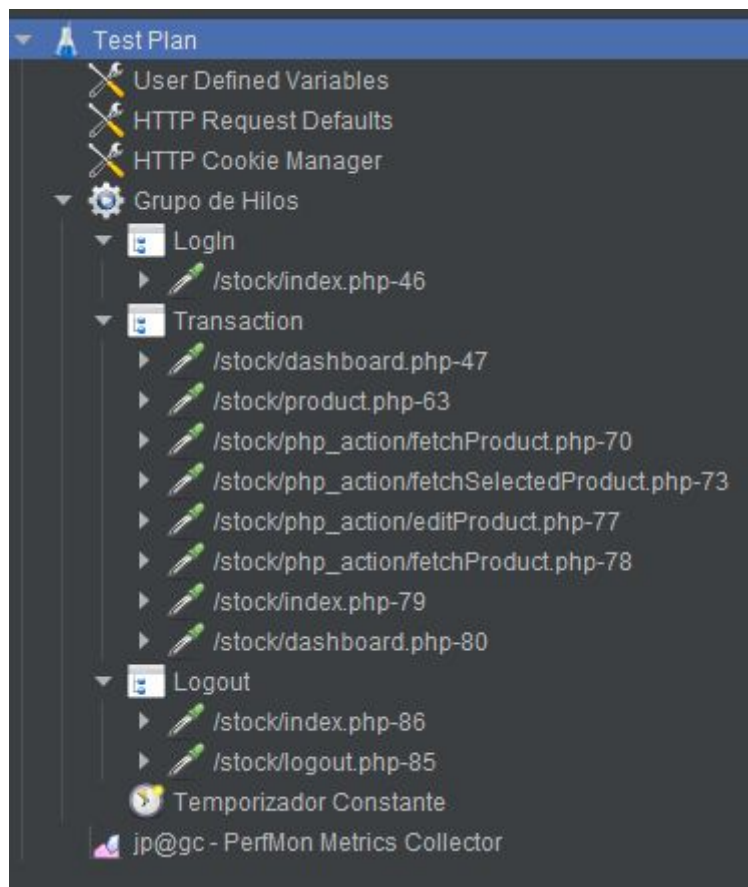 Test Plan
User Defined Variables
HTTP Request Defaults
HTTP Cookie Manager
Grupo de Hilos
LogIn
/stock/index.php-46
Transaction
/stock/dashboard.php-47
/stock/product.php-63
/stock/php_action/fetchProduct.php-70
/stock/php_action/fetchSelectedProduct.php-73
/stock/php_action/editProduct.php-77
/stock/php_action/fetchProduct.php-78
/stock/index.php-79
/stock/dashboard.php-80
Logout
/stock/index.php-86
/stock/logout.php-85
Temporizador Constante
jp@gc - PerfMon Metrics Collector